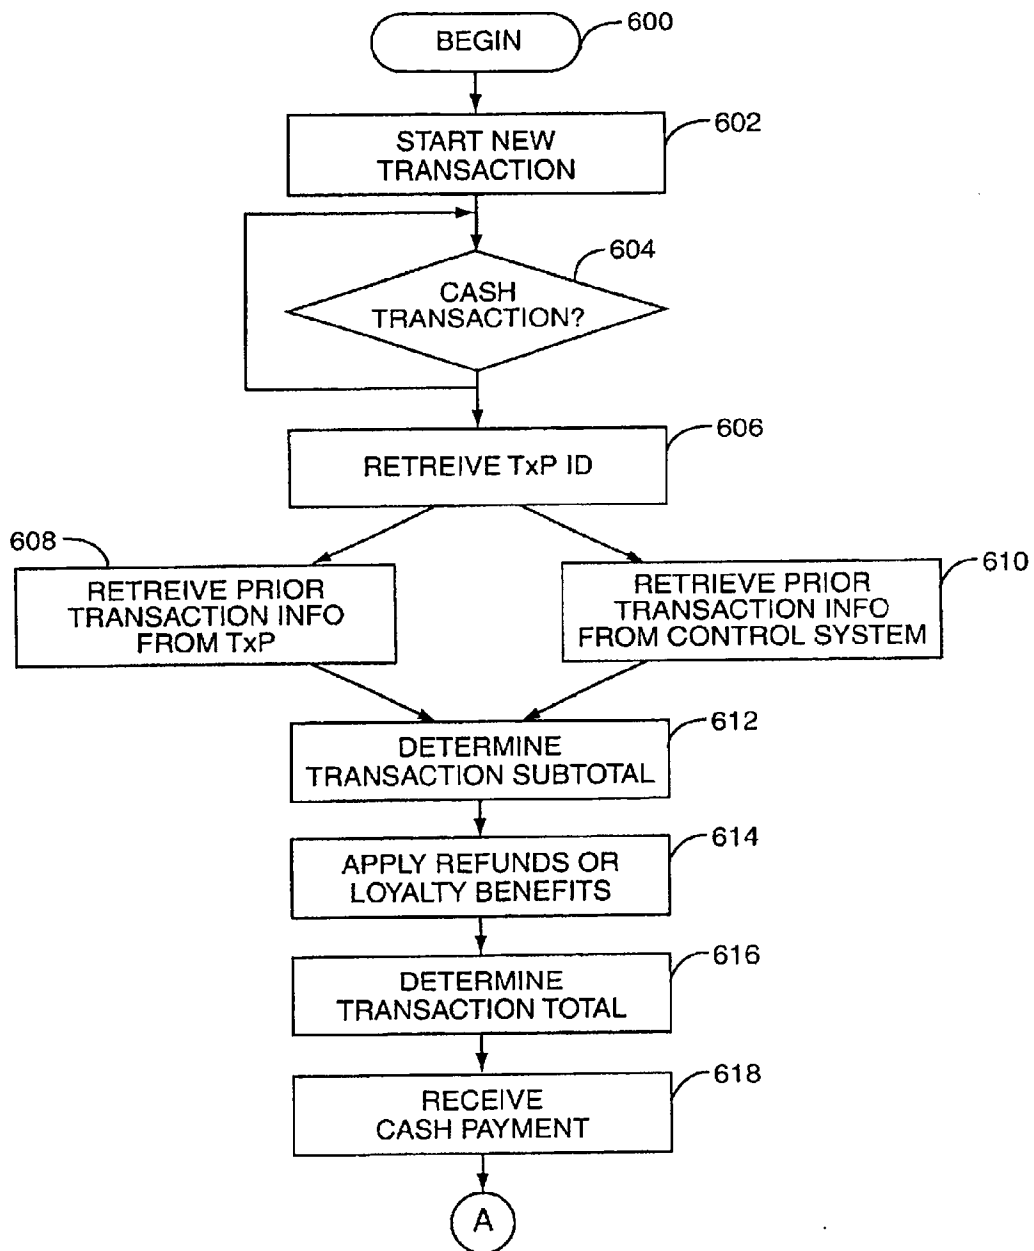 BEGIN
600
START NEW
TRANSACTION
602
CASH
TRANSACTION?
604
RETREIVE TxP ID
606
608
RETREIVE PRIOR
TRANSACTION INFO
FROM TxP
RETRIEVE PRIOR
TRANSACTION INFO
FROM CONTROL SYSTEM
610
DETERMINE
TRANSACTION SUBTOTAL
612
APPLY REFUNDS OR
LOYALTY BENEFITS
614
DETERMINE
TRANSACTION TOTAL
616
RECEIVE
CASH PAYMENT
618
A